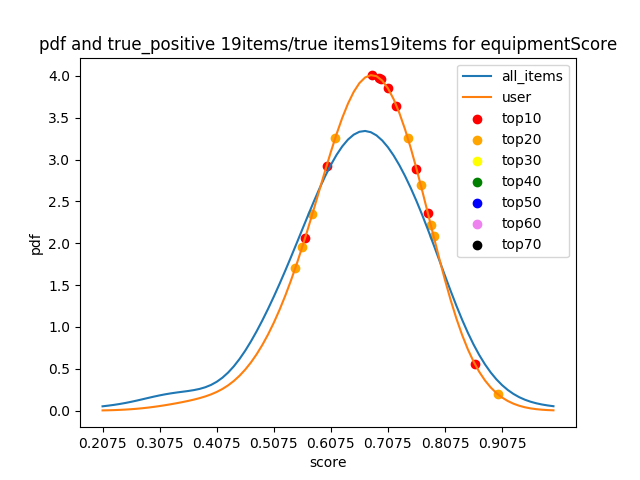 pdf and true_positive 19items/true items19items for equipmentScore
all_items
user
top10
top20
top30
top40
top50
top60
top70
4.0
3.5
3.0
2.5
2.0
1.5
1.0
0.5
0.0
pdf
0.2075 0.3075 0.4075 0.5075 0.6075 0.7075 0.8075 0.9075
score